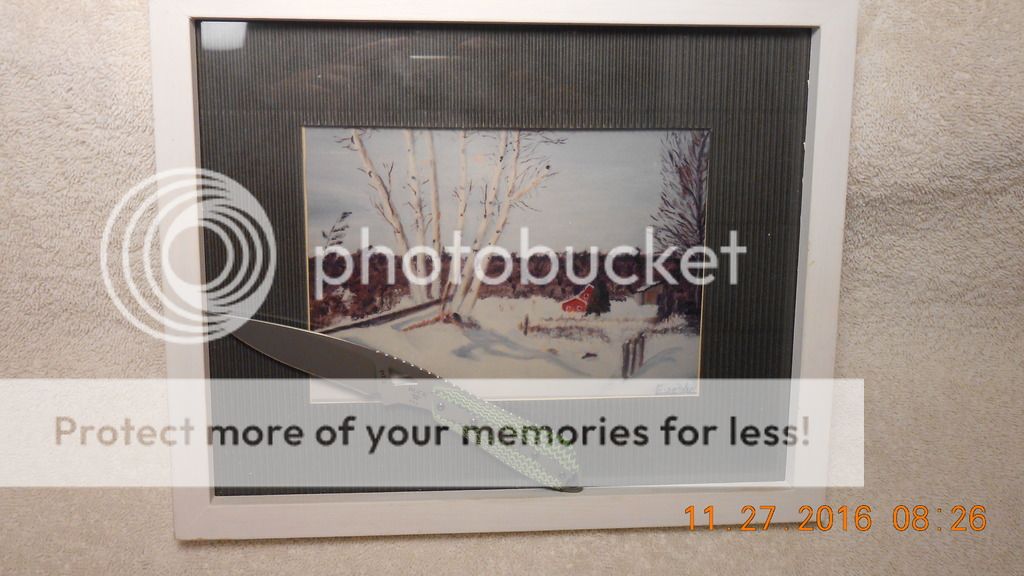 photobucket
Protect more of your memories for less!
11.27.2016 08:26